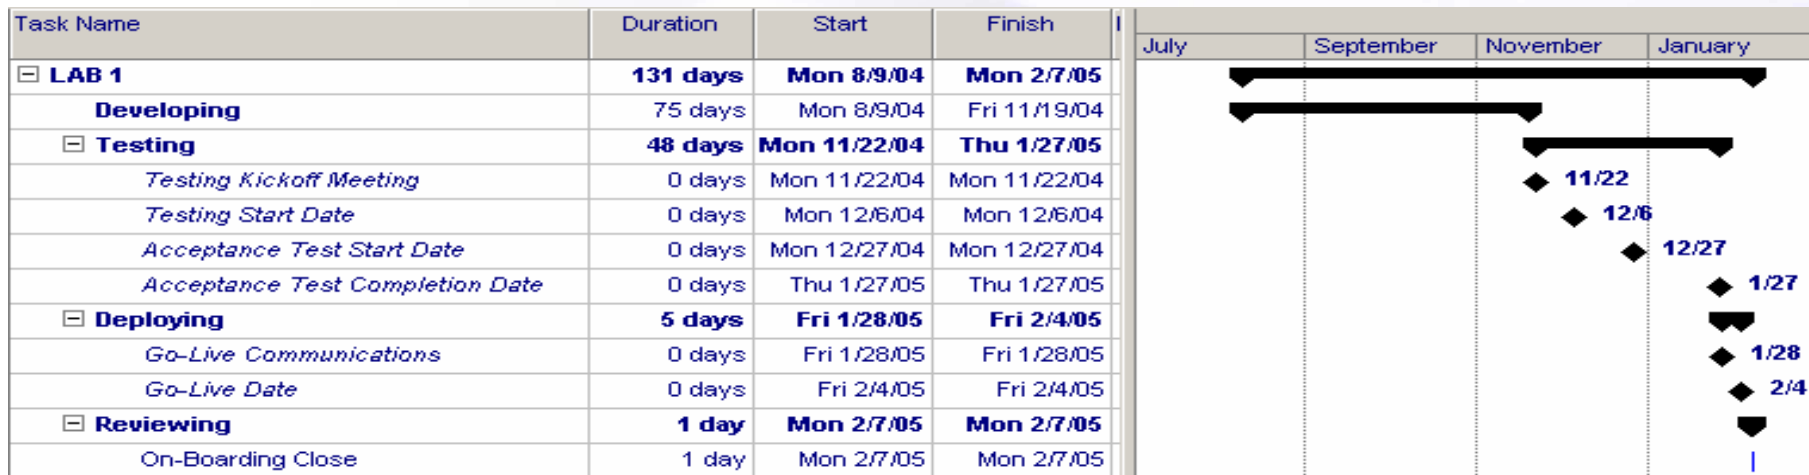 Task Name Duration Start Finish
July September November January
LAB 1 131 days Mon 8/9/04 Mon 2/7/05
Developing 75 days Mon 8/9/04 Fri 11/19/04
Testing 48 days Mon 11/22/04 Thu 1/27/05
Testing Kickoff Meeting 0 days Mon 11/22/04 Mon 11/22/04 11/22
Testing Start Date 0 days Mon 12/6/04 Mon 12/6/04 12/6
Acceptance Test Start Date 0 days Mon 12/27/04 Mon 12/27/04 12/27
Acceptance Test Completion Date 0 days Thu 1/27/05 Thu 1/27/05 1/27
Deploying 5 days Fri 1/28/05 Fri 2/4/05
Go-Live Communications 0 days Fri 1/28/05 Fri 1/28/05 1/28
Go-Live Date 0 days Fri 2/4/05 Fri 2/4/05 2/4
Reviewing 1 day Mon 2/7/05 Mon 2/7/05
On-Boarding Close 1 day Mon 2/7/05 Mon 2/7/05